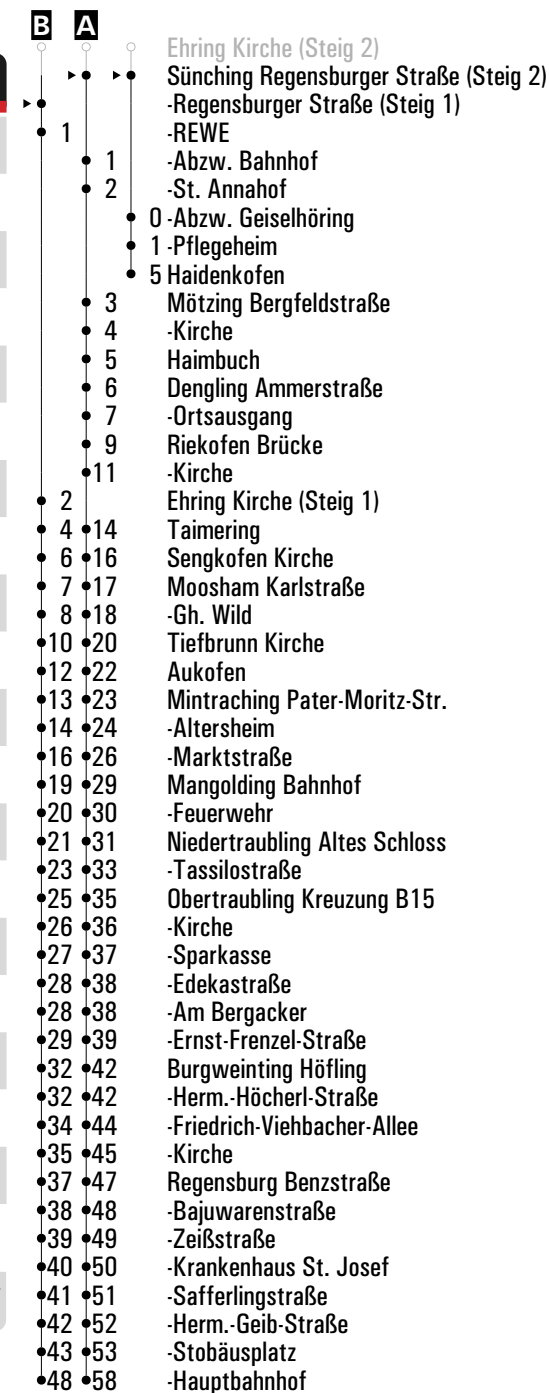 B A
Ehring Kirche (Steig 2)
Sünching Regensburger Straße (Steig 2)
-Regensburger Straße (Steig 1)
1 -REWE
1 -Abzw. Bahnhof
2 -St. Annahof
0 -Abzw. Geiselhöring
1 -Pflegeheim
5 Haidenkofen
3 Mötzing Bergfeldstraße
4 -Kirche
5 Haimbuch
6 Dengling Ammerstraße
7 -Ortsausgang
9 Riekofen Brücke
11 -Kirche
2 Ehring Kirche (Steig 1)
4 14 Taimering
6 16 Sengkofen Kirche
7 17 Moosham Karlstraße
8 18 -Gh. Wild
10 20 Tiefbrunn Kirche
12 22 Aukofen
13 23 Mintraching Pater-Moritz-Str.
14 24 -Altersheim
16 26 -Marktstraße
19 29 Mangolding Bahnhof
20 30 -Feuerwehr
21 31 Niedertraubling Altes Schloss
23 33 -Tassilostraße
25 35 Obertraubling Kreuzung B15
26 36 -Kirche
27 37 -Sparkasse
28 38 -Edekastraße
28 38 -Am Bergacker
29 39 -Ernst-Frenzel-Straße
32 42 Burgweinting Höfling
32 42 -Herm.-Höcherl-Straße
34 44 -Friedrich-Viehbacher-Allee
35 45 -Kirche
37 47 Regensburg Benzstraße
38 48 -Bajuwarenstraße
39 49 -Zeißstraße
40 50 -Krankenhaus St. Josef
41 51 -Safferlingstraße
42 52 -Herm.-Geib-Straße
43 53 -Stobäusplatz
48 58 -Hauptbahnhof